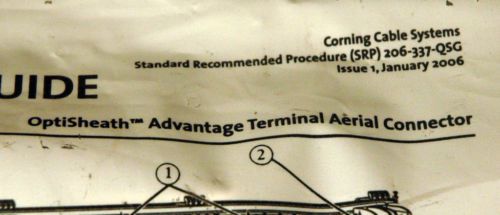 Corning Cable Systems
Standard Recommended Procedure (SRP) 206-337-QSG
Issue 1, January 2006
UIDE
OptiSheath™ Advantage Terminal Aerial Connector
1
2